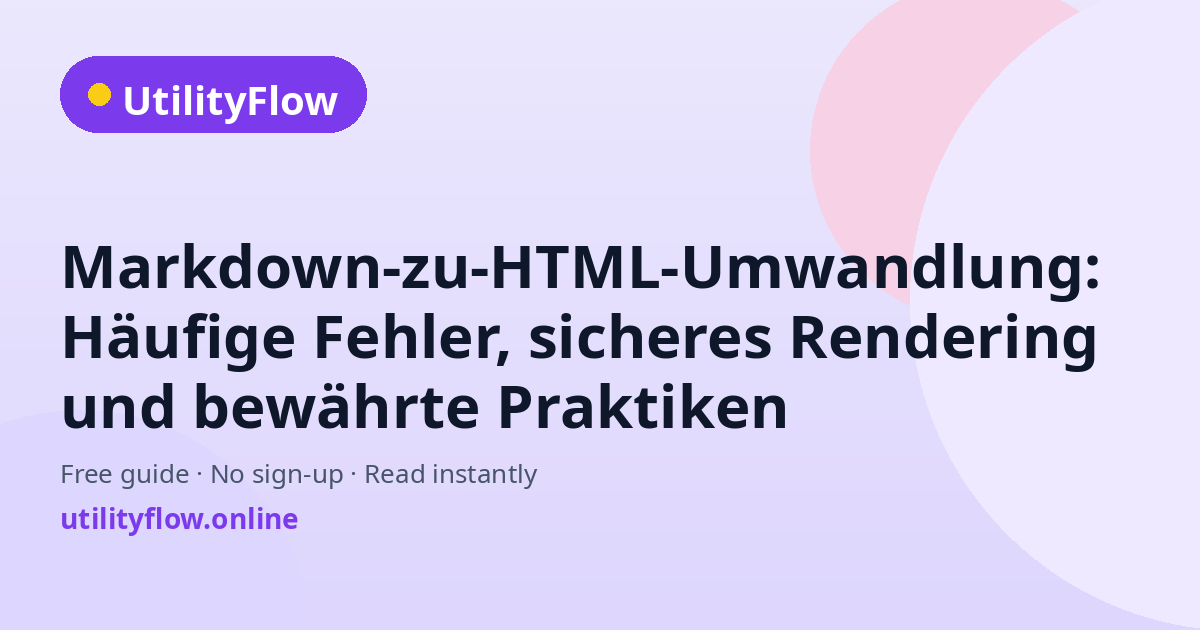 UtilityFlow
Markdown-zu-HTML-Umwandlung:
Häufige Fehler, sicheres Rendering
und bewährte Praktiken
Free guide · No sign-up · Read instantly
utilityflow.online